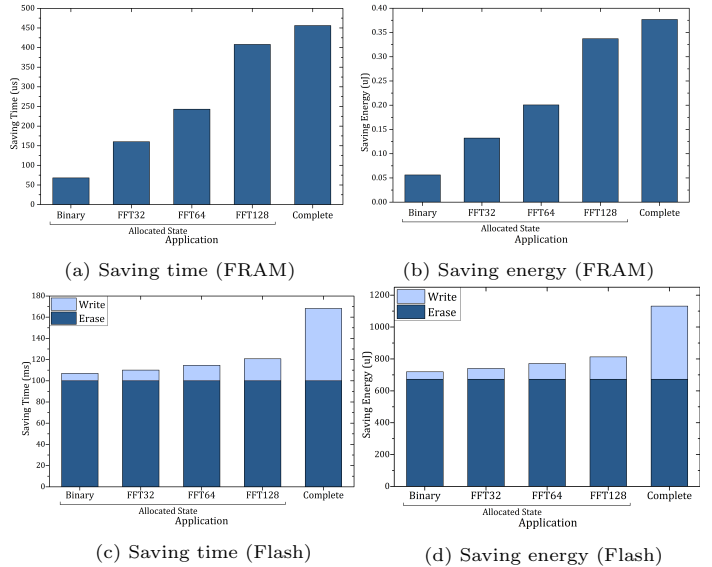 Saving Time (us)
500
450
400
350
300
250
200
150
100
50
0
Binary FFT32 FFT64 FFT128 Complete
Allocated State
Application
(a) Saving time (FRAM)
Saving Energy (uJ)
0.40
0.35
0.30
0.25
0.20
0.15
0.10
0.05
0.00
Binary FFT32 FFT64 FFT128 Complete
Allocated State
Application
(b) Saving energy (FRAM)
Saving Time (ms)
180
160
140
120
100
80
60
40
20
0
Write
Erase
Binary FFT32 FFT64 FFT128 Complete
Allocated State
Application
(c) Saving time (Flash)
Saving Energy (uJ)
1200
1000
800
600
400
200
0
Write
Erase
Binary FFT32 FFT64 FFT128 Complete
Allocated State
Application
(d) Saving energy (Flash)